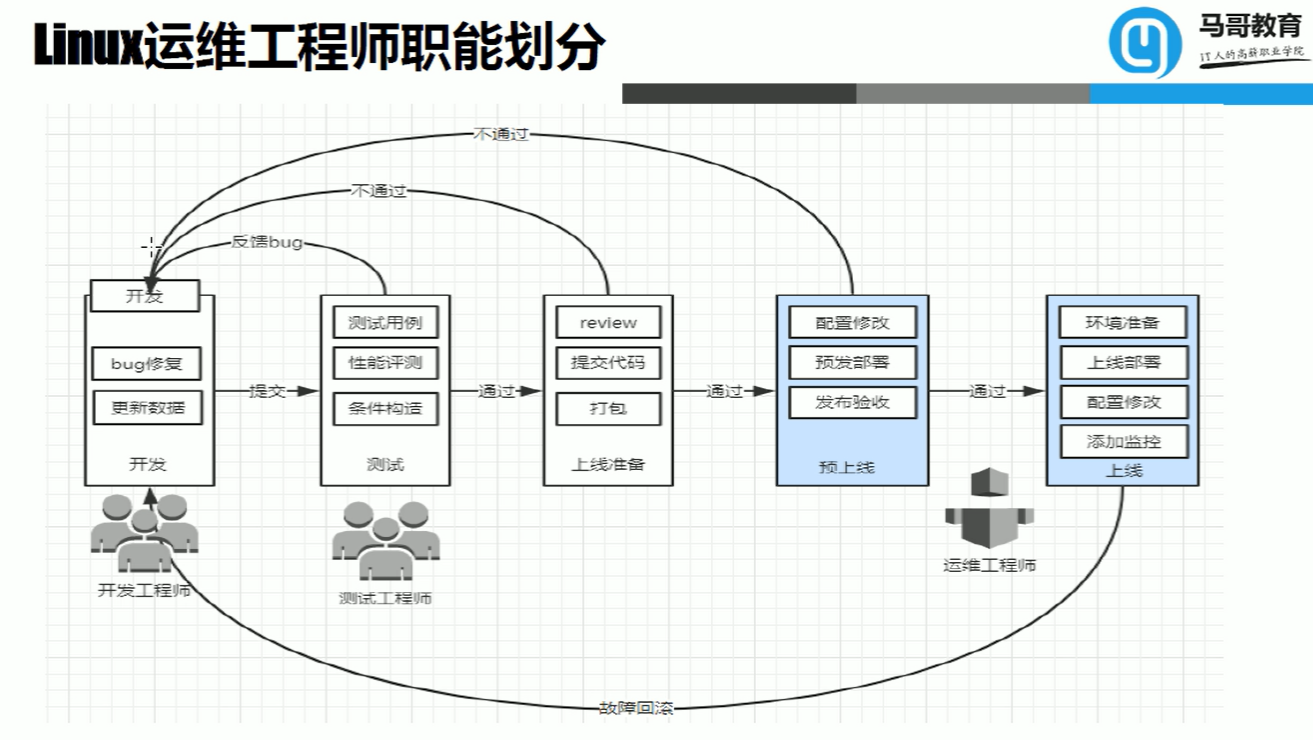 Linux运维工程师职能划分
马哥教育
IT人的高薪职业学院
不通过
不通过
反馈bug
开发
bug修复
更新数据
开发
提交
测试用例
性能评测
条件构造
测试
通过
review
提交代码
打包
上线准备
通过
配置修改
预发部署
发布验收
预上线
通过
环境准备
上线部署
配置修改
添加监控
上线
开发工程师
测试工程师
运维工程师
故障回滚